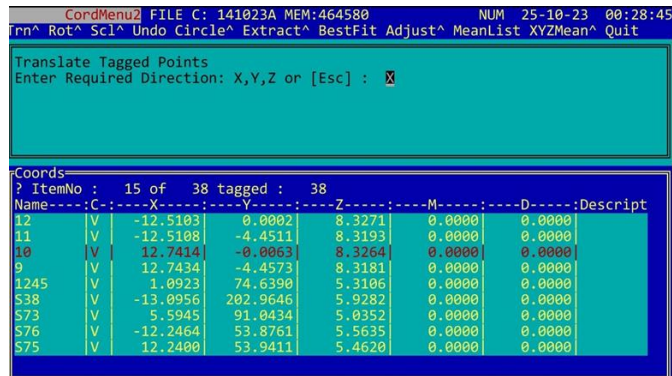 CordMenu2 FILE C: 141023A MEM:464580 NUM 25-10-23 00:28:45
Trn^ Rot^ Scl^ Undo Circle^ Extract^ BestFit Adjust^ MeanList XYZMean^ Quit
Translate Tagged Points
Enter Required Direction: X,Y,Z or [Esc] : X
Coords
? ItemNo : 15 of 38 tagged : 38
Name----:C-:----X-----:----Y-----:----Z-----:----M-----:----D-----:Descript
12 |V | -12.5103| 0.0002| 8.3271| 0.0000| 0.0000|
11 |V | -12.5108| -4.4511| 8.3193| 0.0000| 0.0000|
10 |V | 12.7414| -0.0063| 8.3264| 0.0000| 0.0000|
9 |V | 12.7434| -4.4573| 8.3181| 0.0000| 0.0000|
1245 |V | 1.0923| 74.6390| 5.3106| 0.0000| 0.0000|
S38 |V | -13.0956| 202.9646| 5.9282| 0.0000| 0.0000|
S73 |V | 5.5945| 91.0434| 5.0352| 0.0000| 0.0000|
S76 |V | -12.2464| 53.8761| 5.5635| 0.0000| 0.0000|
S75 |V | 12.2400| 53.9411| 5.4620| 0.0000| 0.0000|